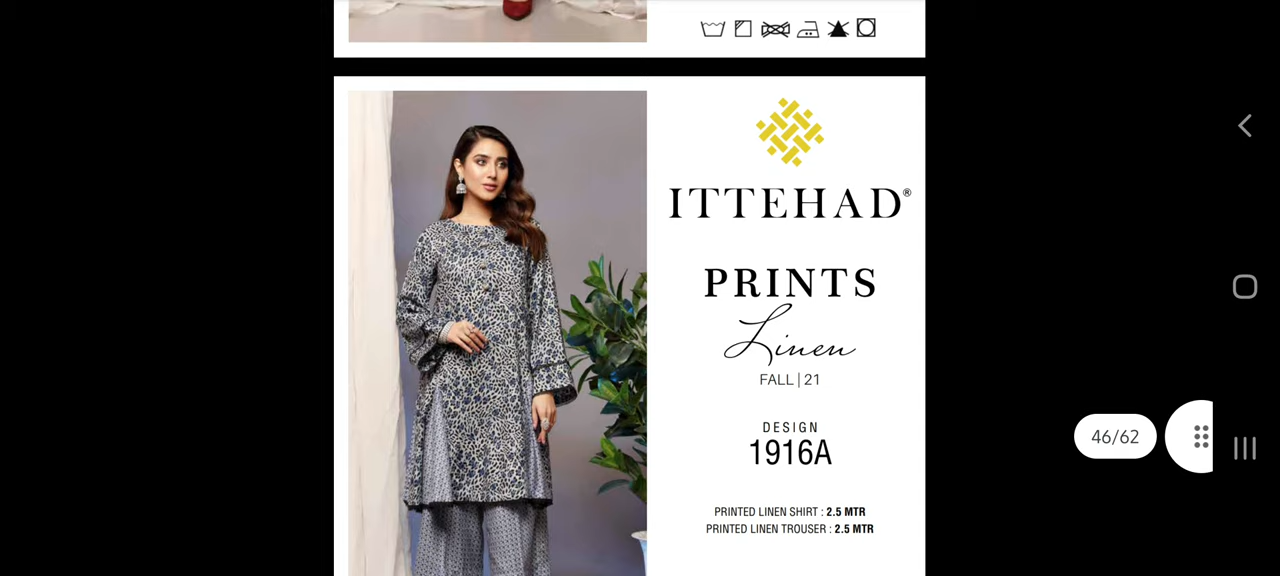 ITTEHAD®
PRINTS
Linen
FALL | 21
DESIGN
1916A
PRINTED LINEN SHIRT : 2.5 MTR
PRINTED LINEN TROUSER : 2.5 MTR
46/62